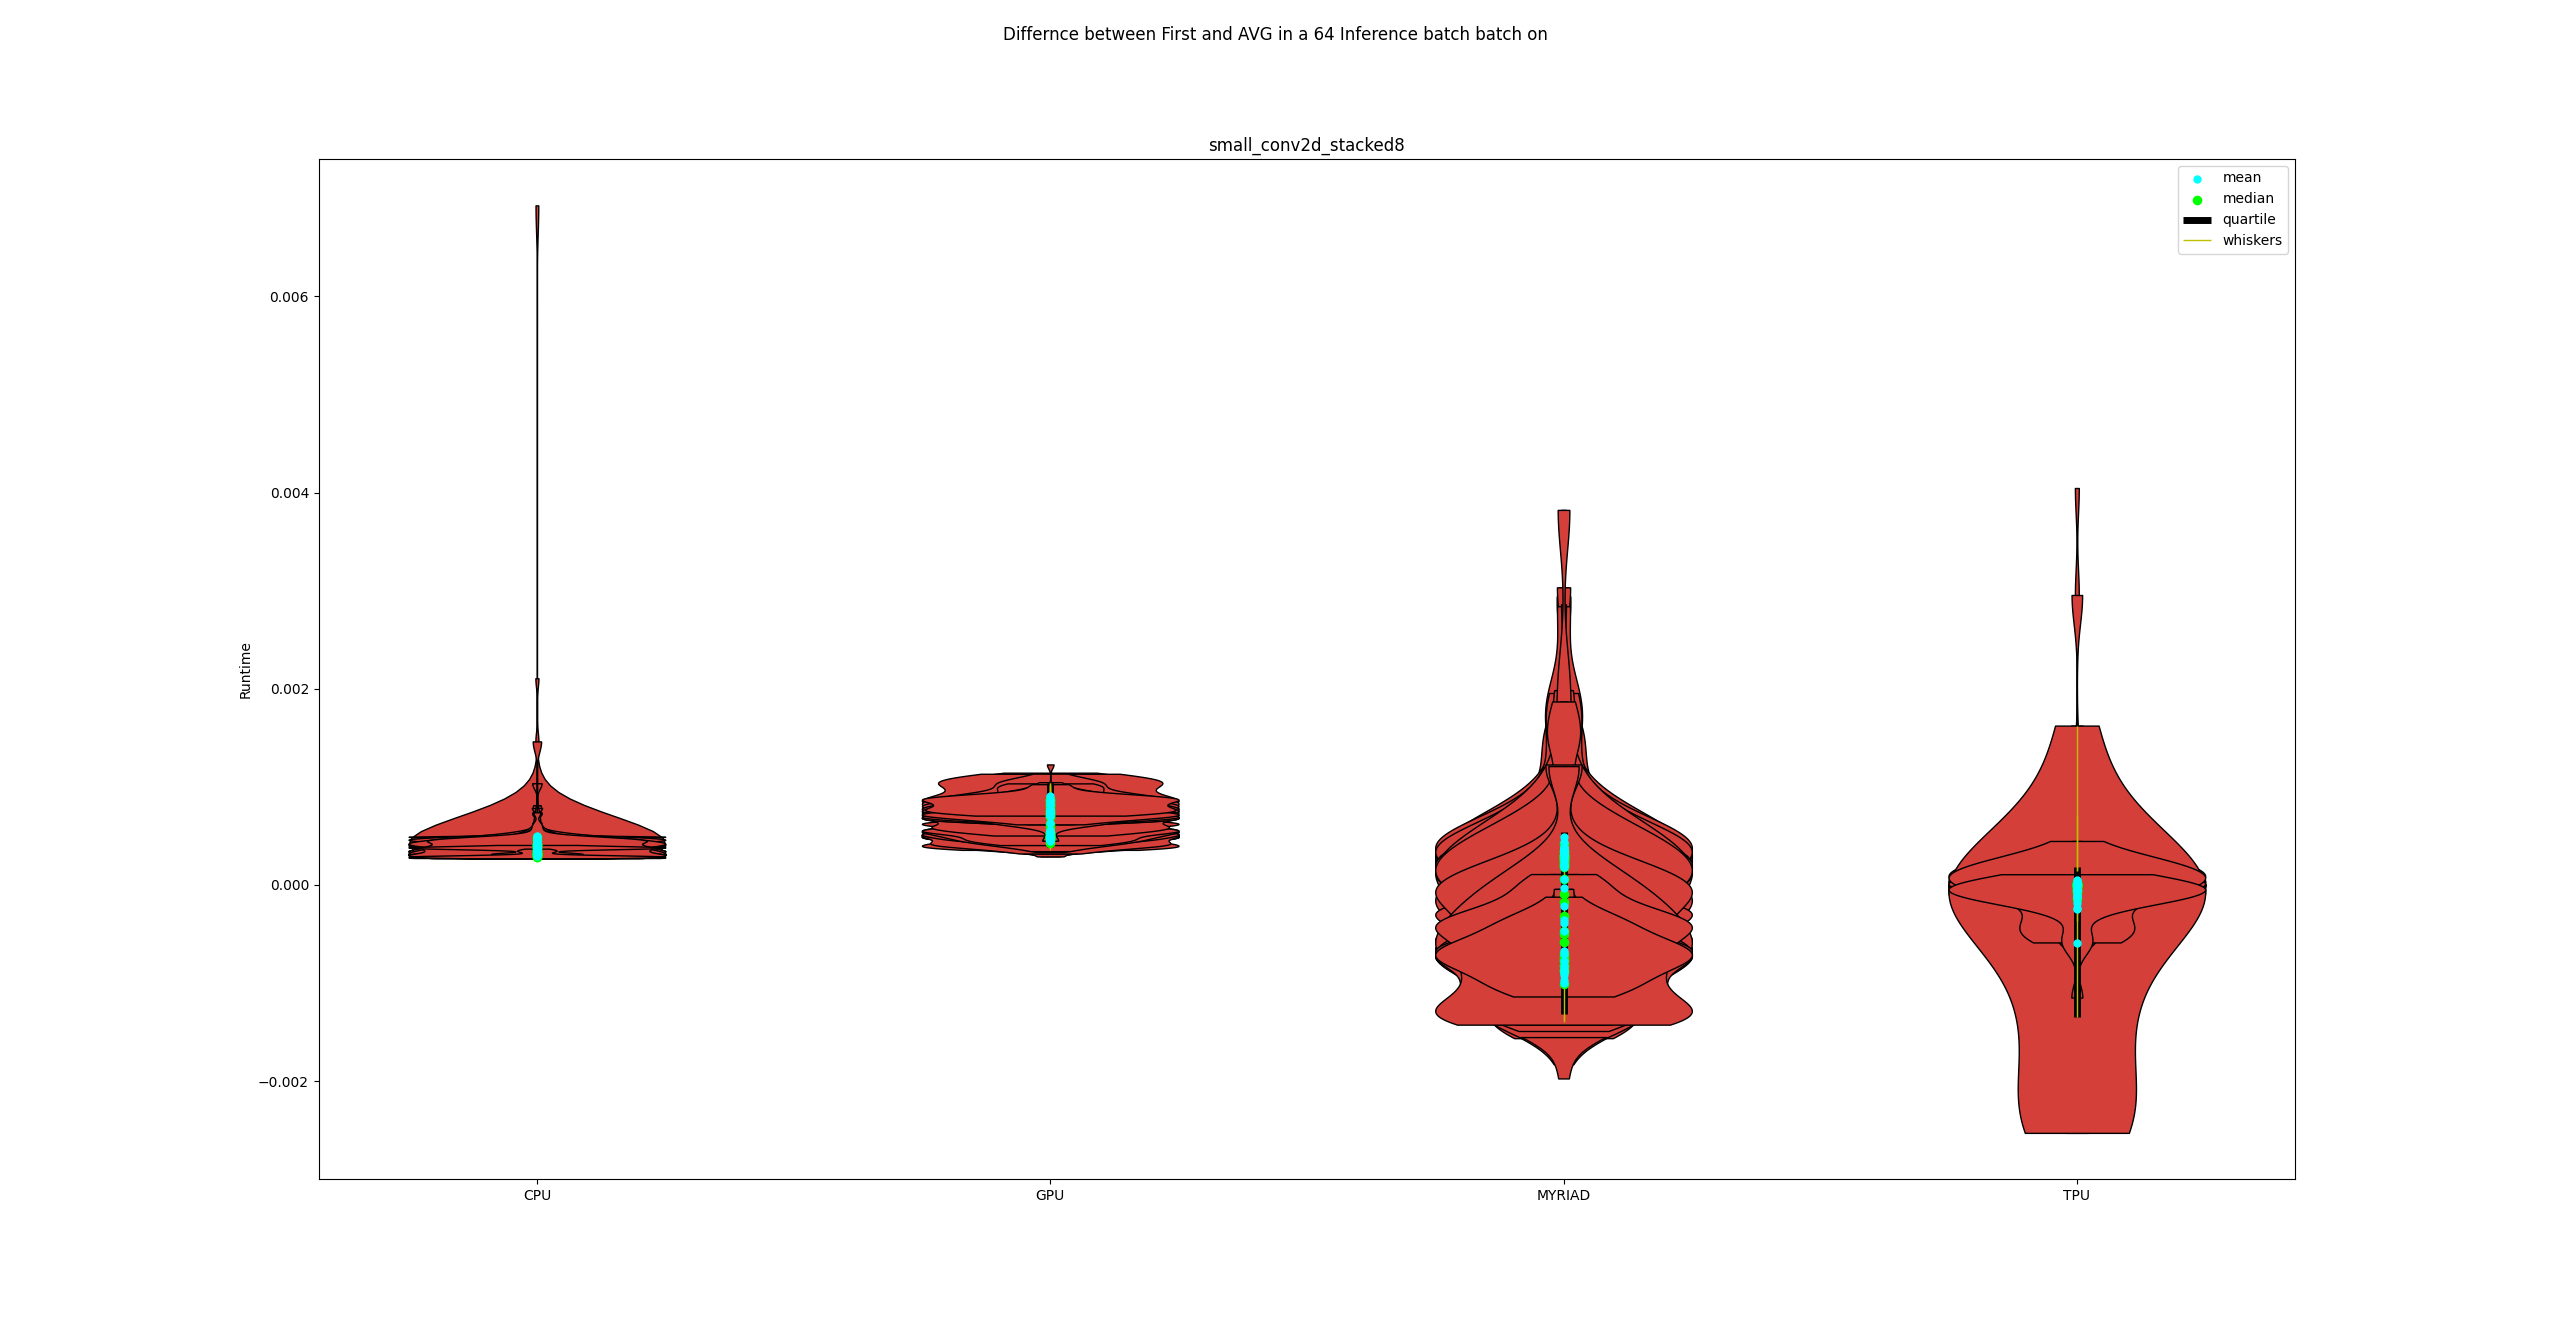 Differnce between First and AVG in a 64 Inference batch batch on
small_conv2d_stacked8
mean
median
quartile
whiskers
Runtime
0.006
0.004
0.002
0.000
−0.002
CPU
GPU
MYRIAD
TPU